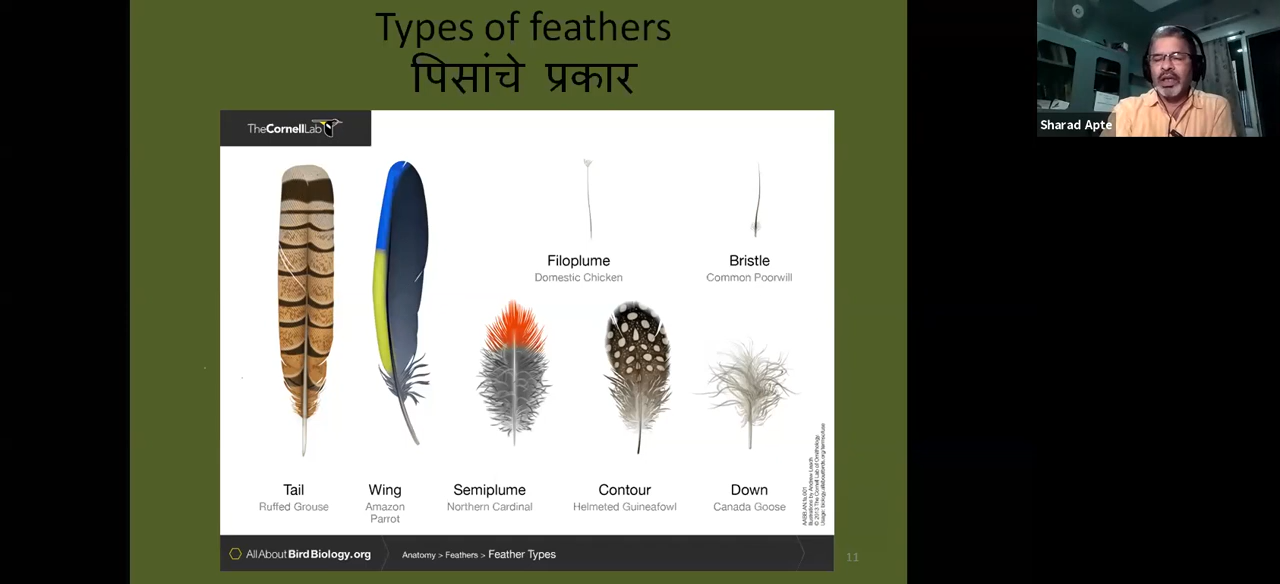 Types of feathers
पिसांचे प्रकार
Sharad Apte
TheCornellLab
Filoplume
Domestic Chicken
Bristle
Common Poorwill
Tail
Ruffed Grouse
Wing
Amazon
Parrot
Semiplume
Northern Cardinal
Contour
Helmeted Guineafowl
Down
Canada Goose
AllAboutBirdBiology.org
Anatomy > Feathers > Feather Types
11